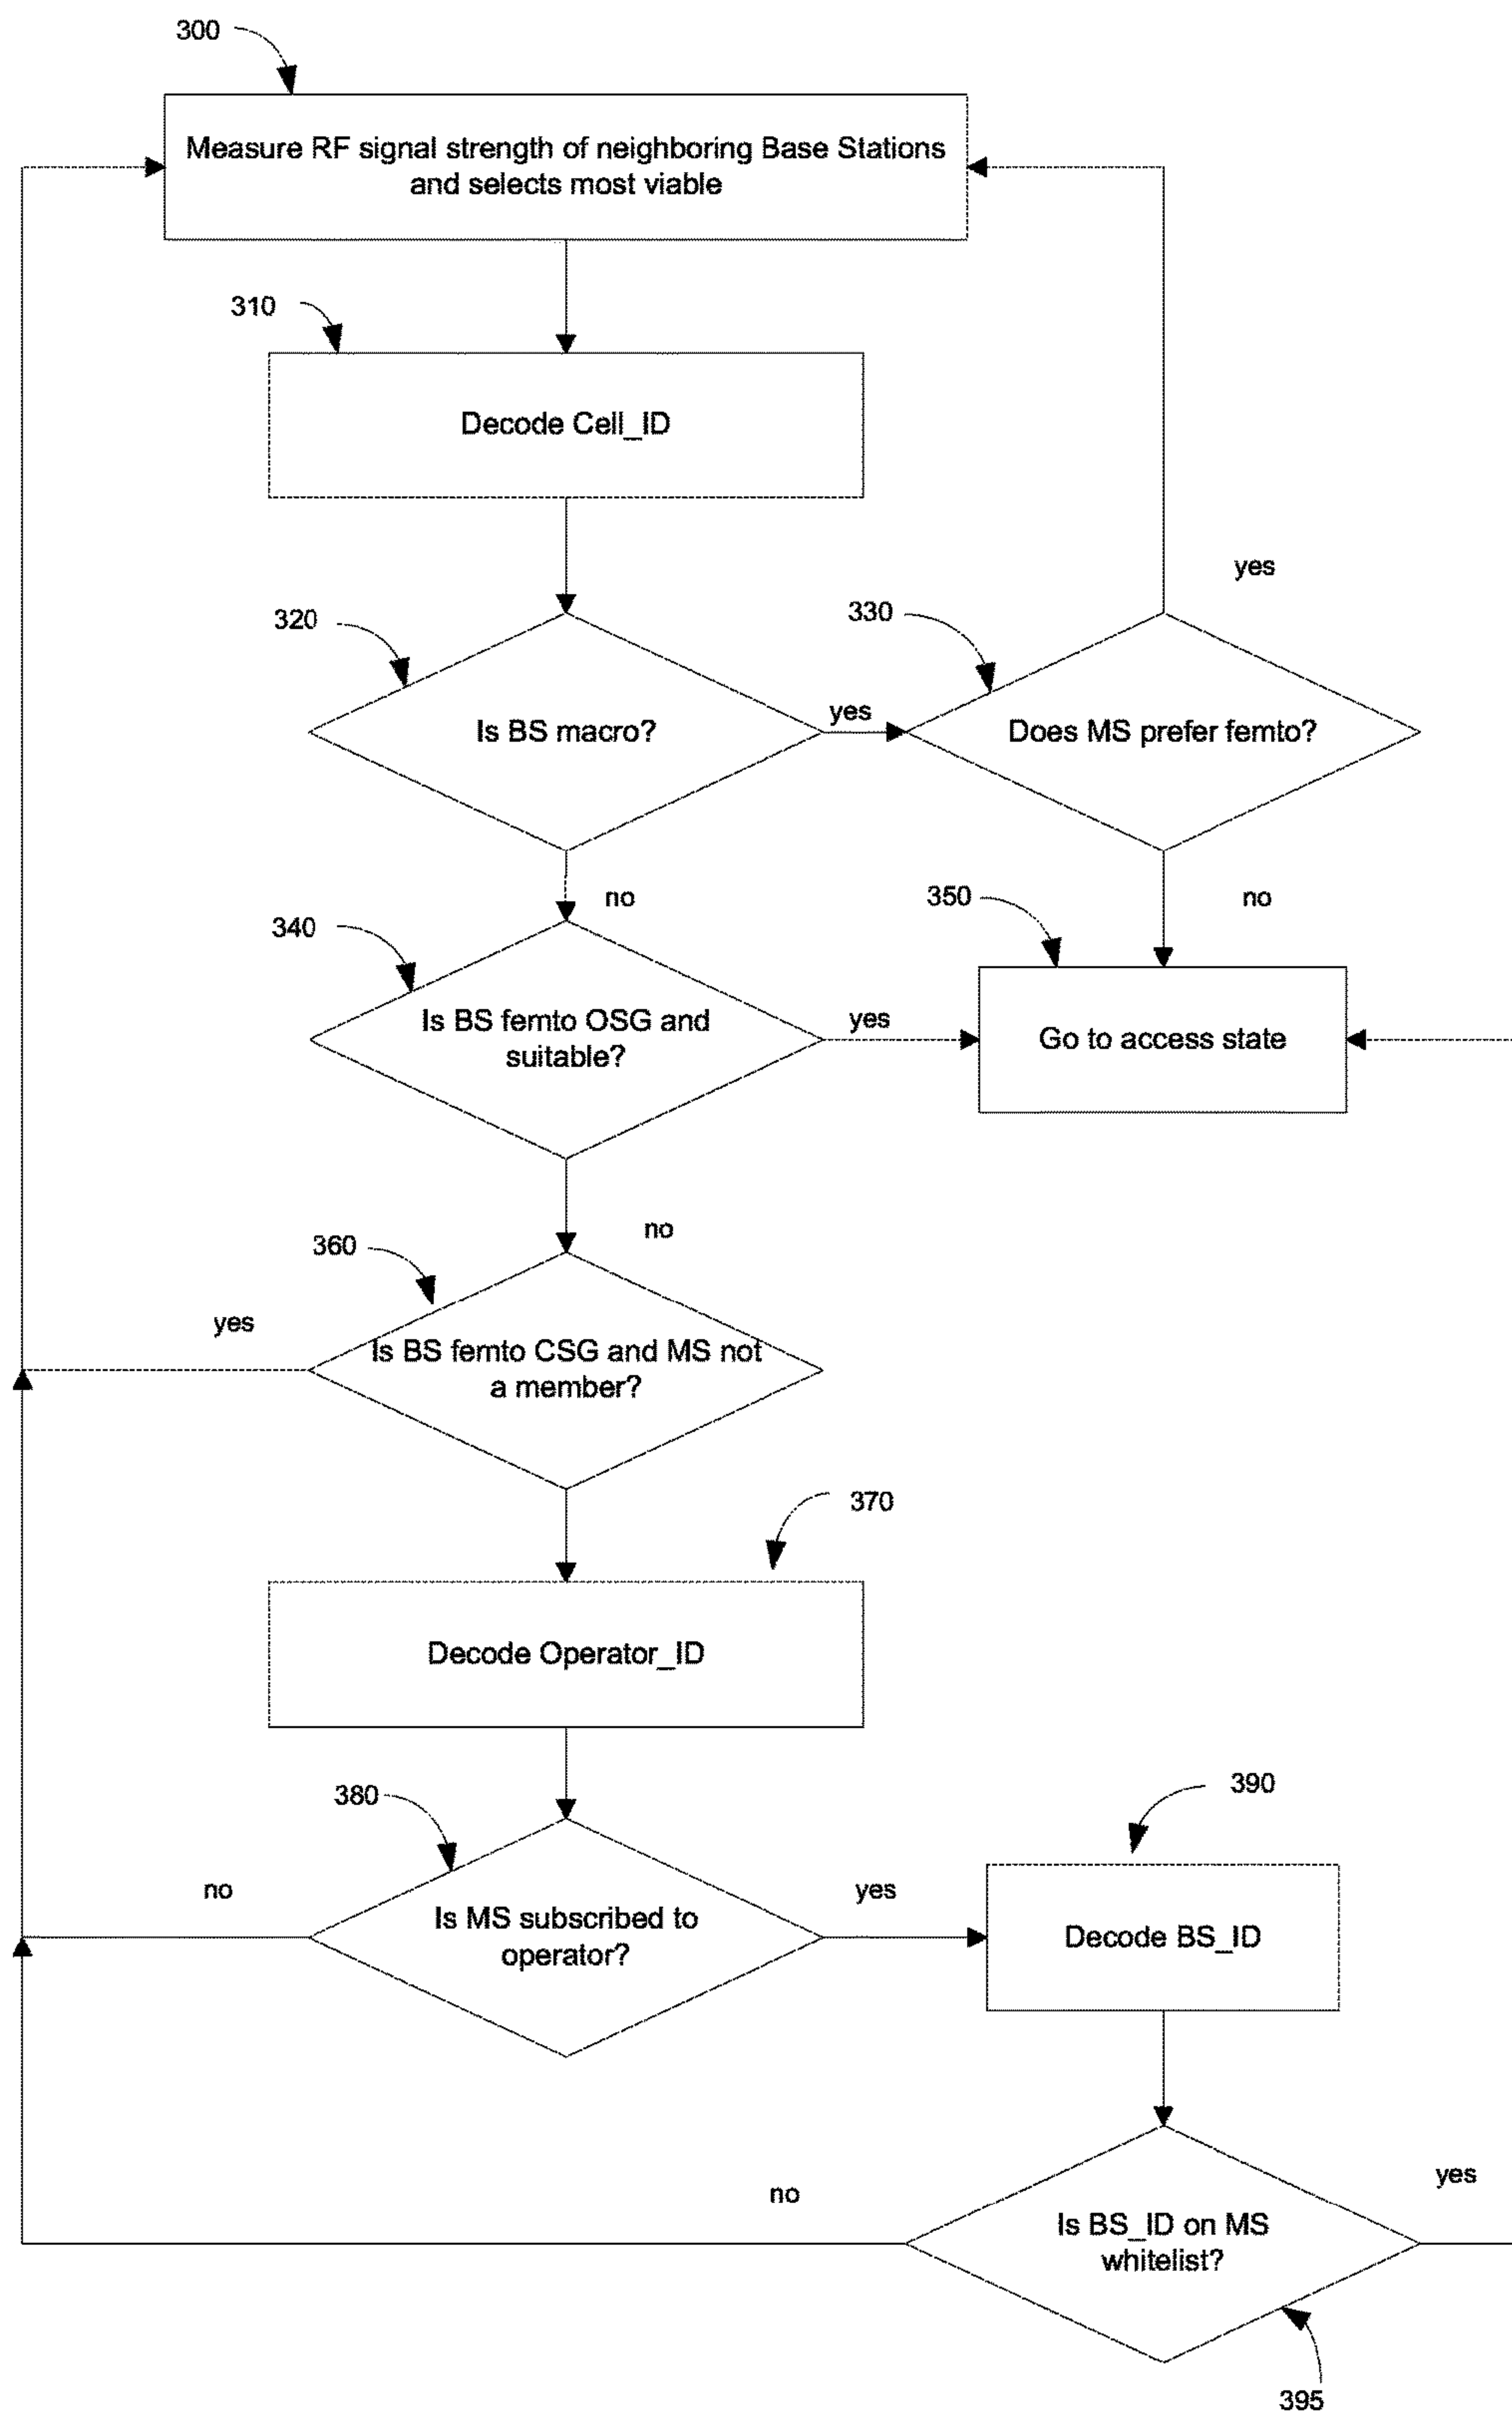 300
Measure RF signal strength of neighboring Base Stations
and selects most viable
310
Decode Cell_ID
yes
320
330
Is BS macro?
yes
Does MS prefer femto?
no
350
no
340
Is BS femto OSG and
suitable?
yes
Go to access state
no
360
yes
Is BS femto CSG and MS not
a member?
370
Decode Operator_ID
380
390
no
yes
Is MS subscribed to
operator?
Decode BS_ID
no
yes
Is BS_ID on MS
whitelist?
395